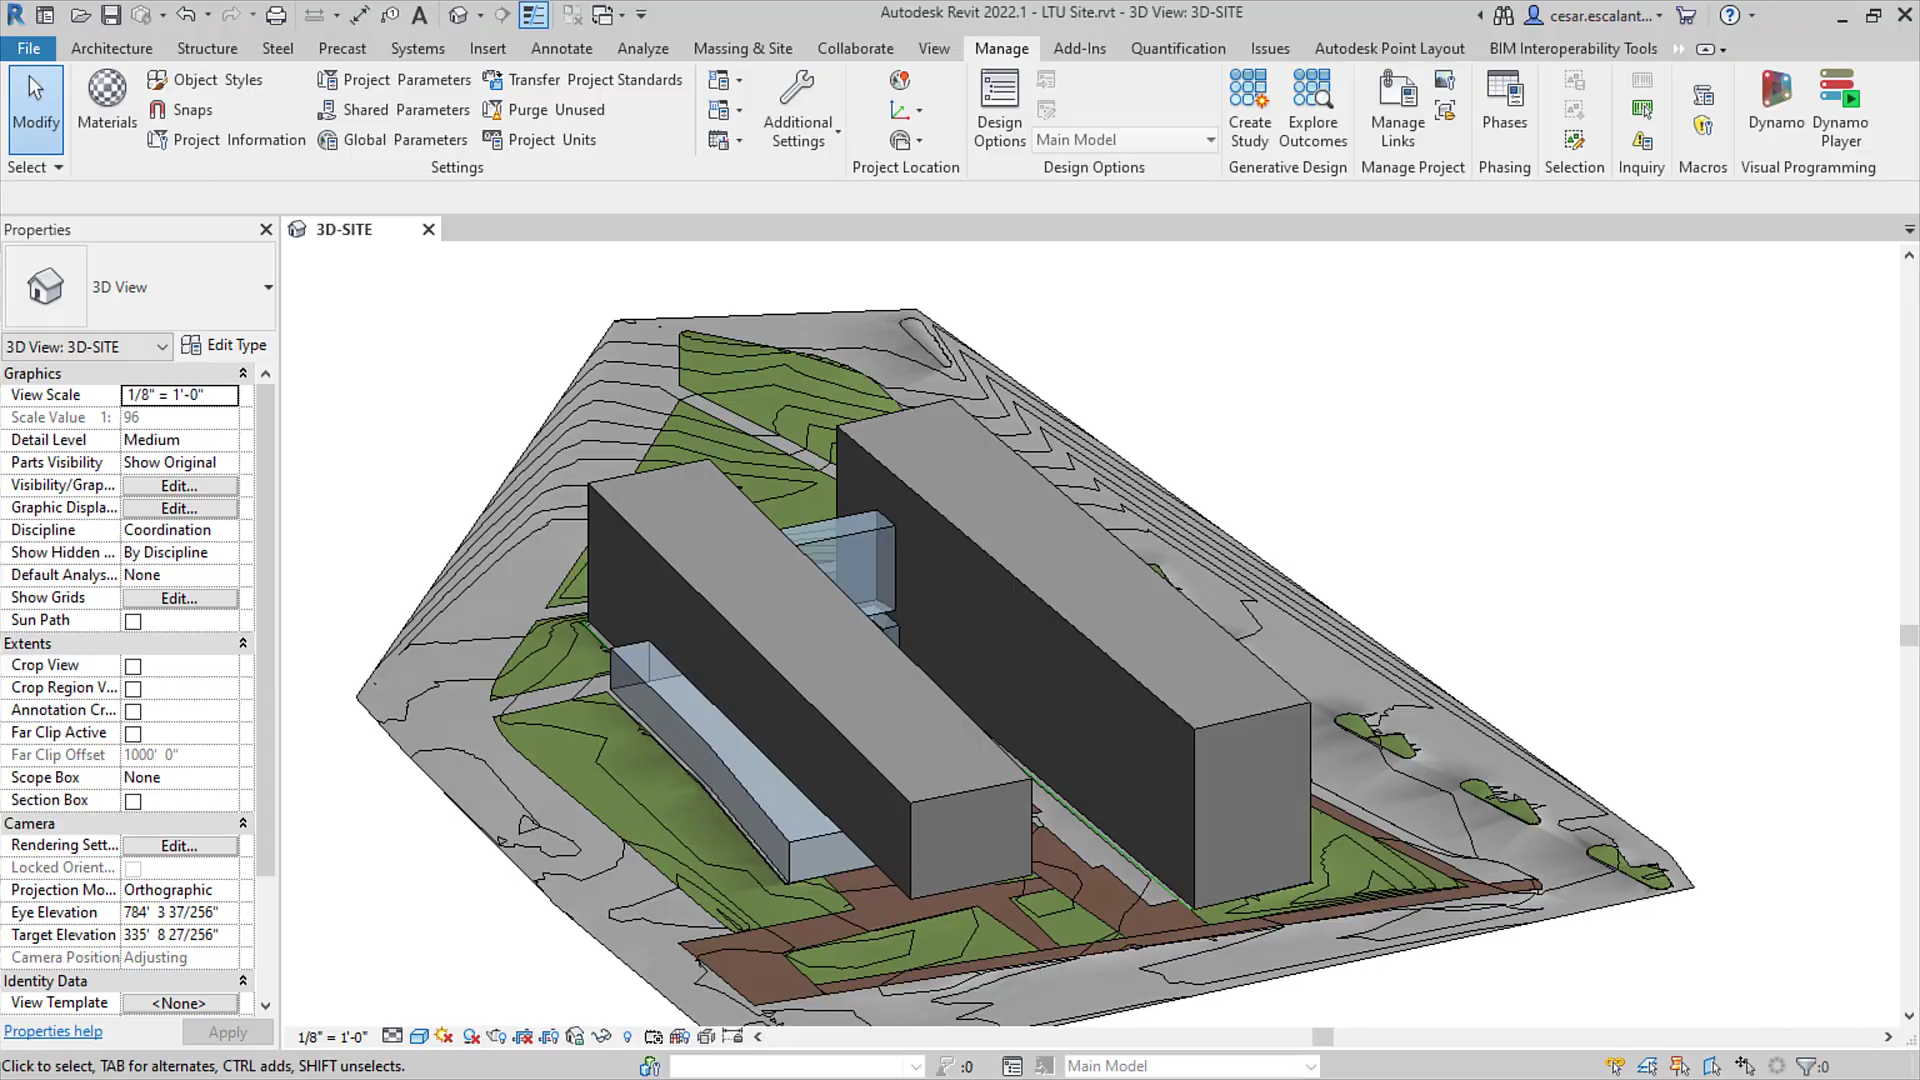 Autodesk Revit 2022.1 - LTU Site.rvt - 3D View: 3D-SITE
cesar.escalant...
File Architecture Structure Steel Precast Systems Insert Annotate Analyze Massing & Site Collaborate View Manage Add-Ins Quantification Issues Autodesk Point Layout BIM Interoperability Tools
Modify
Materials
Object Styles
Snaps
Project Information
Project Parameters
Shared Parameters
Global Parameters
Transfer Project Standards
Purge Unused
Project Units
Additional
Settings
Design
Options
Main Model
Create
Study
Explore
Outcomes
Manage
Links
Phases
Dynamo
Dynamo
Player
Select
Settings
Project Location
Design Options
Generative Design
Manage Project
Phasing
Selection
Inquiry
Macros
Visual Programming
Properties
3D-SITE
3D View
3D View: 3D-SITE
Edit Type
Graphics
View Scale 1/8" = 1'-0"
Scale Value 1: 96
Detail Level Medium
Parts Visibility Show Original
Visibility/Grap... Edit...
Graphic Displa... Edit...
Discipline Coordination
Show Hidden ... By Discipline
Default Analys... None
Show Grids Edit...
Sun Path
Extents
Crop View
Crop Region V...
Annotation Cr...
Far Clip Active
Far Clip Offset 1000' 0"
Scope Box None
Section Box
Camera
Rendering Sett... Edit...
Locked Orient...
Projection Mo... Orthographic
Eye Elevation 784' 3 37/256"
Target Elevation 335' 8 27/256"
Camera Position Adjusting
Identity Data
View Template <None>
Properties help
Apply
1/8" = 1'-0"
Click to select, TAB for alternates, CTRL adds, SHIFT unselects.
:0
Main Model
:0